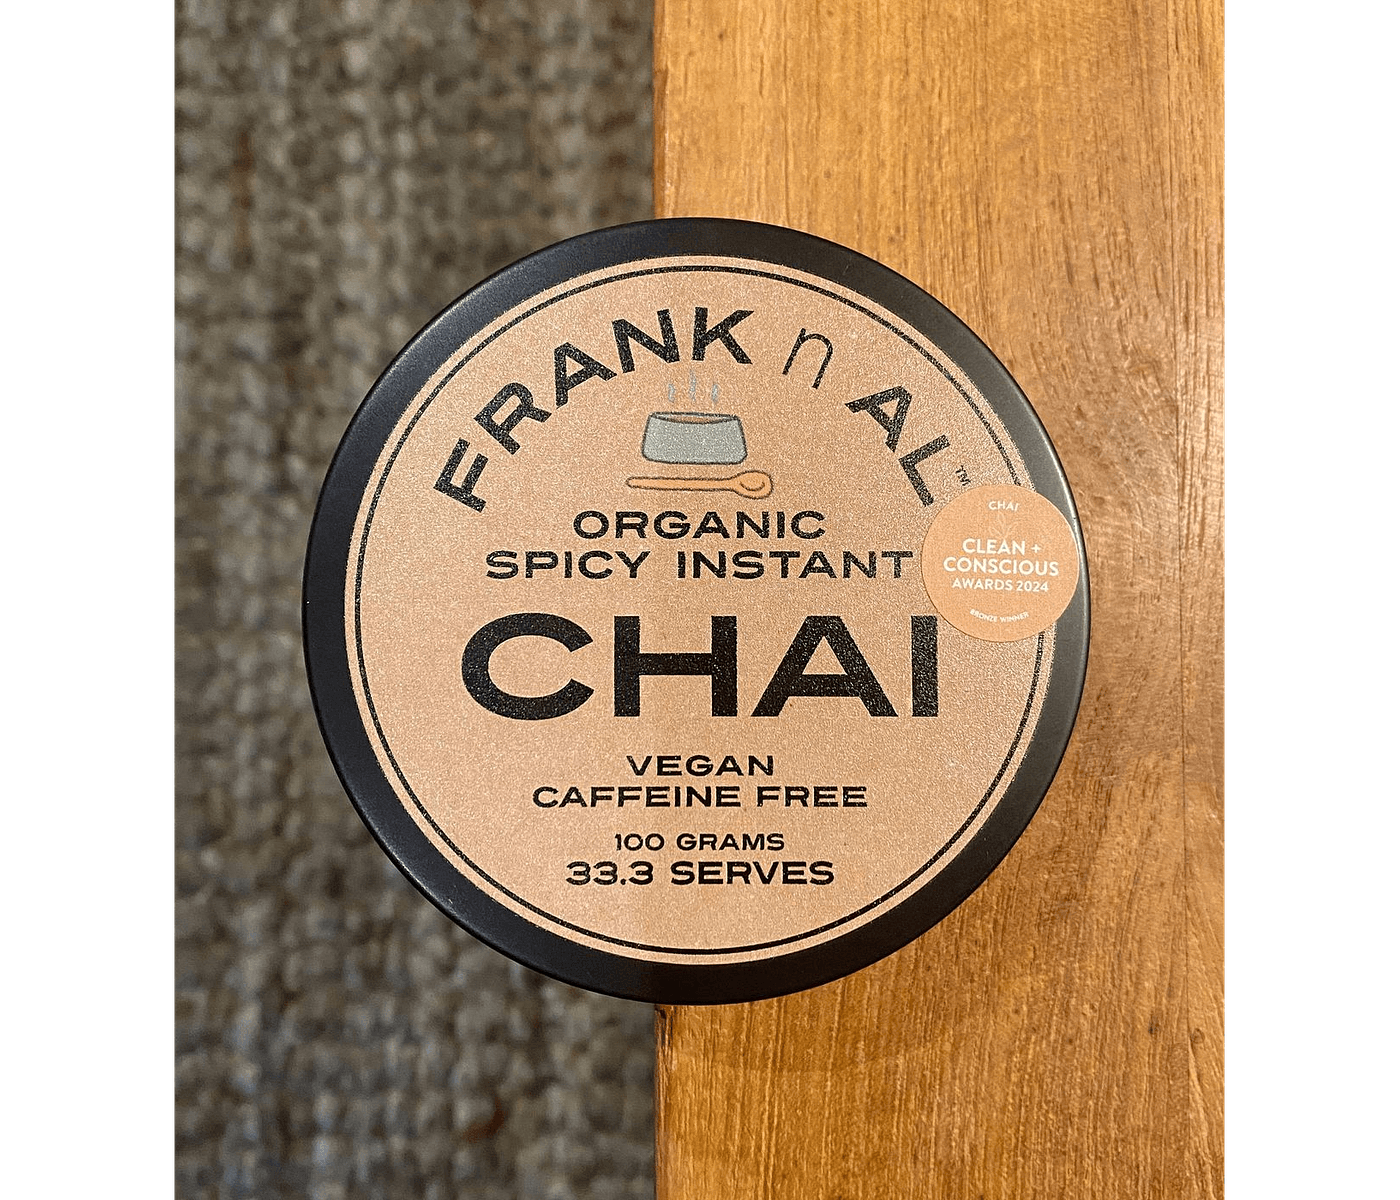 FRANK n AL™
ORGANIC
SPICY INSTANT
CHAI
VEGAN
CAFFEINE FREE
100 GRAMS
33.3 SERVES
CHAI
CLEAN +
CONSCIOUS
AWARDS 2024
BRONZE WINNER